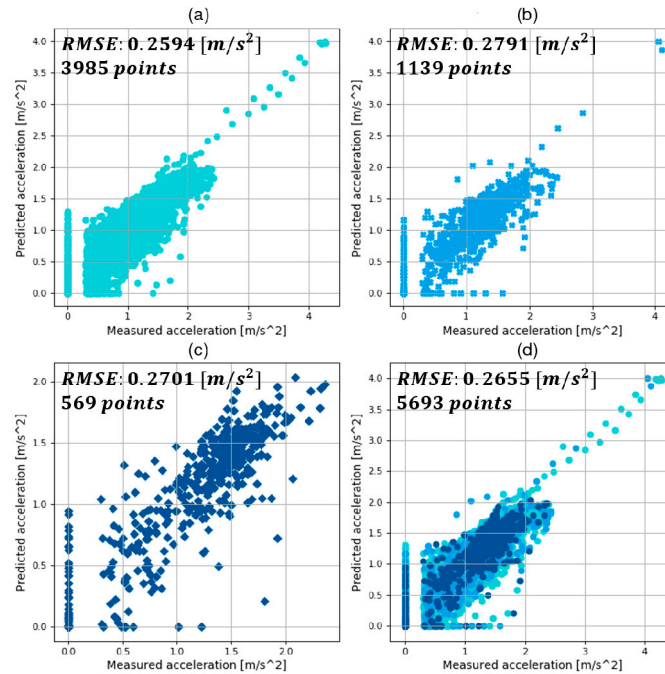 (a)
RMSE: 0.2594 [m/s²]
3985 points
4.0
3.5
3.0
2.5
2.0
1.5
1.0
0.5
0.0
Predicted acceleration [m/s^2]
0 1 2 3 4
Measured acceleration [m/s^2]
(b)
RMSE: 0.2791 [m/s²]
1139 points
4.0
3.5
3.0
2.5
2.0
1.5
1.0
0.5
0.0
Predicted acceleration [m/s^2]
0 1 2 3 4
Measured acceleration [m/s^2]
(c)
RMSE: 0.2701 [m/s²]
569 points
2.0
1.5
1.0
0.5
0.0
Predicted acceleration [m/s^2]
0.0 0.5 1.0 1.5 2.0
Measured acceleration [m/s^2]
(d)
RMSE: 0.2655 [m/s²]
5693 points
4.0
3.5
3.0
2.5
2.0
1.5
1.0
0.5
0.0
Predicted acceleration [m/s^2]
0 1 2 3 4
Measured acceleration [m/s^2]